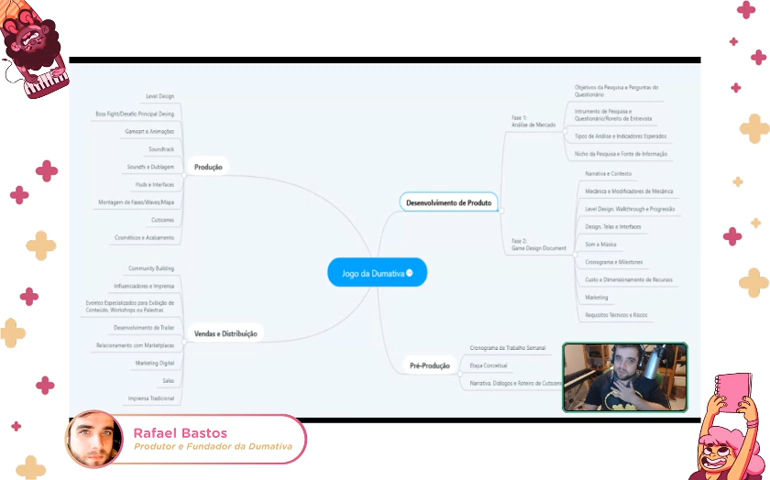 Level Design
Boss Fight/Desafio Principal Desing
Gameart e Animações
Soundtrack
Soundfx e Dublagem
Huds e Interfaces
Montagem de Fases/Waves/Mapa
Cutscenes
Cosméticos e Acabamento
Produção
Community Building
Influenciadores e Imprensa
Eventos Especializados para Exibição de
Conteúdo, Workshops ou Palestras
Desenvolvimento de Trailer
Relacionamento com Marketplaces
Marketing Digital
Sales
Imprensa Tradicional
Vendas e Distribuição
Jogo da Dumativa
Desenvolvimento de Produto
Fase 1:
Análise de Mercado
Objetivos da Pesquisa e Perguntas do
Questionário
Intrumento de Pesquisa e
Questionário/Roteiro de Entrevista
Tipos de Análise e Indicadores Esperados
Nicho da Pesquisa e Fonte de Informação
Fase 2:
Game Design Document
Narrativa e Contexto
Mecânica e Modificadores de Mecânica
Level Design, Walkthrough e Progressão
Design, Telas e Interfaces
Som e Música
Cronograma e Milestones
Custo e Dimensionamento de Recursos
Marketing
Requisitos Técnicos e Riscos
Pré-Produção
Cronograma de Trabalho Semanal
Etapa Conceitual
Narrativa, Diálogos e Roteiro de Cutscenes
Rafael Bastos
Produtor e Fundador da Dumativa